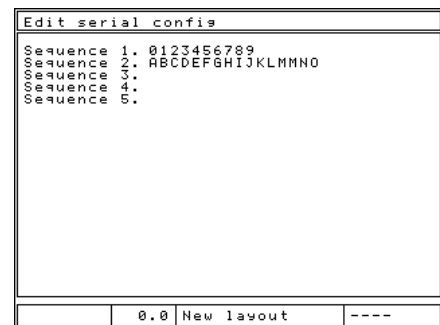 Edit serial config
Sequence 1. 0123456789
Sequence 2. ABCDEFGHIJKLMMNO
Sequence 3.
Sequence 4.
Sequence 5.
0.0 New layout ----